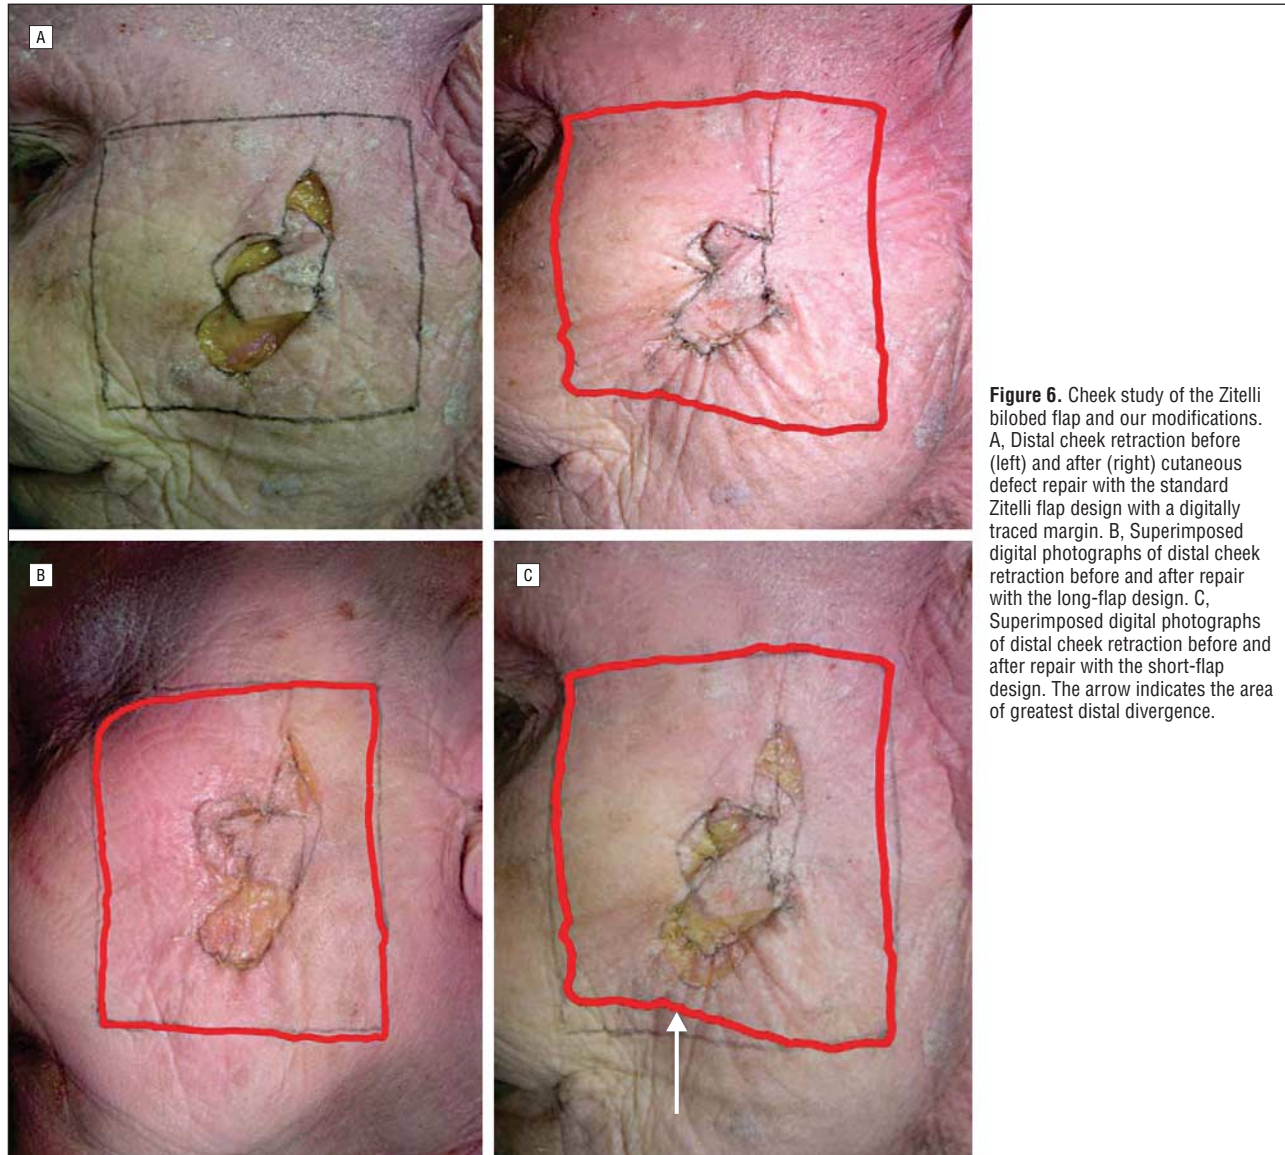 A
B
C
Figure 6. Cheek study of the Zitelli
bilobed flap and our modifications.
A, Distal cheek retraction before
(left) and after (right) cutaneous
defect repair with the standard
Zitelli flap design with a digitally
traced margin. B, Superimposed
digital photographs of distal cheek
retraction before and after repair
with the long-flap design. C,
Superimposed digital photographs
of distal cheek retraction before and
after repair with the short-flap
design. The arrow indicates the area
of greatest distal divergence.